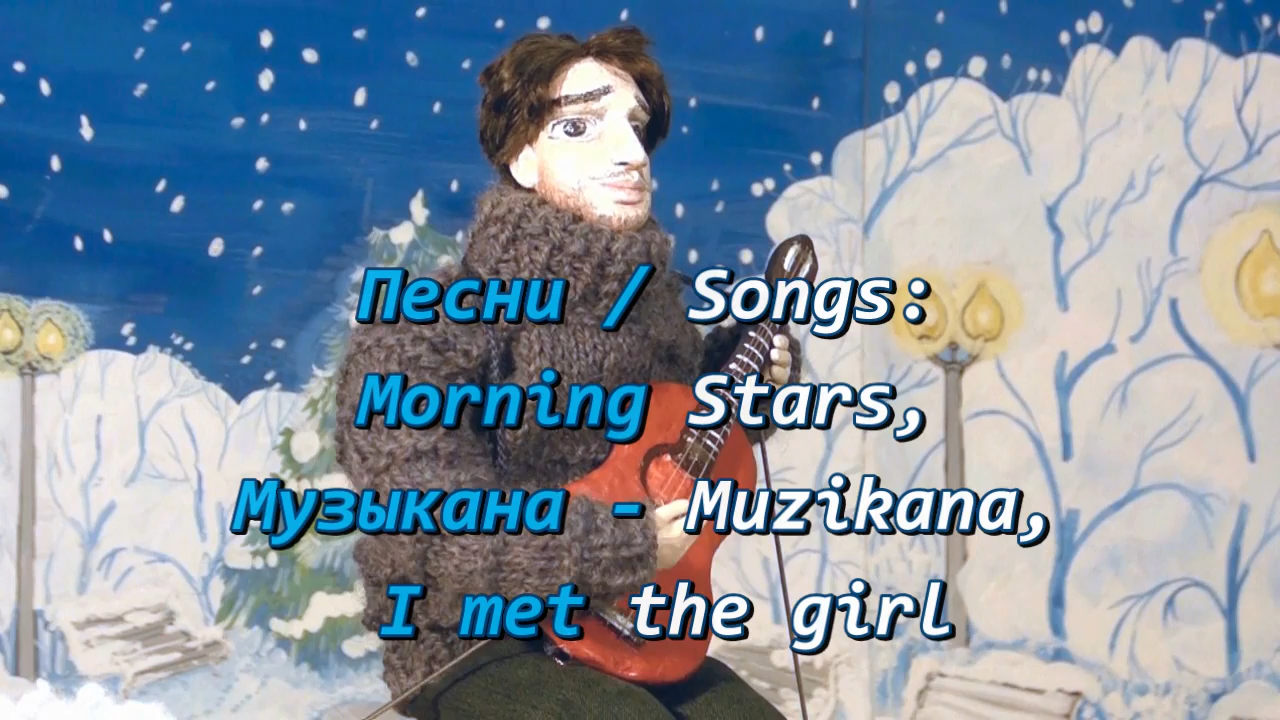 Песни / Songs:
Morning Stars,
Музыкана - Muzikana,
I met the girl